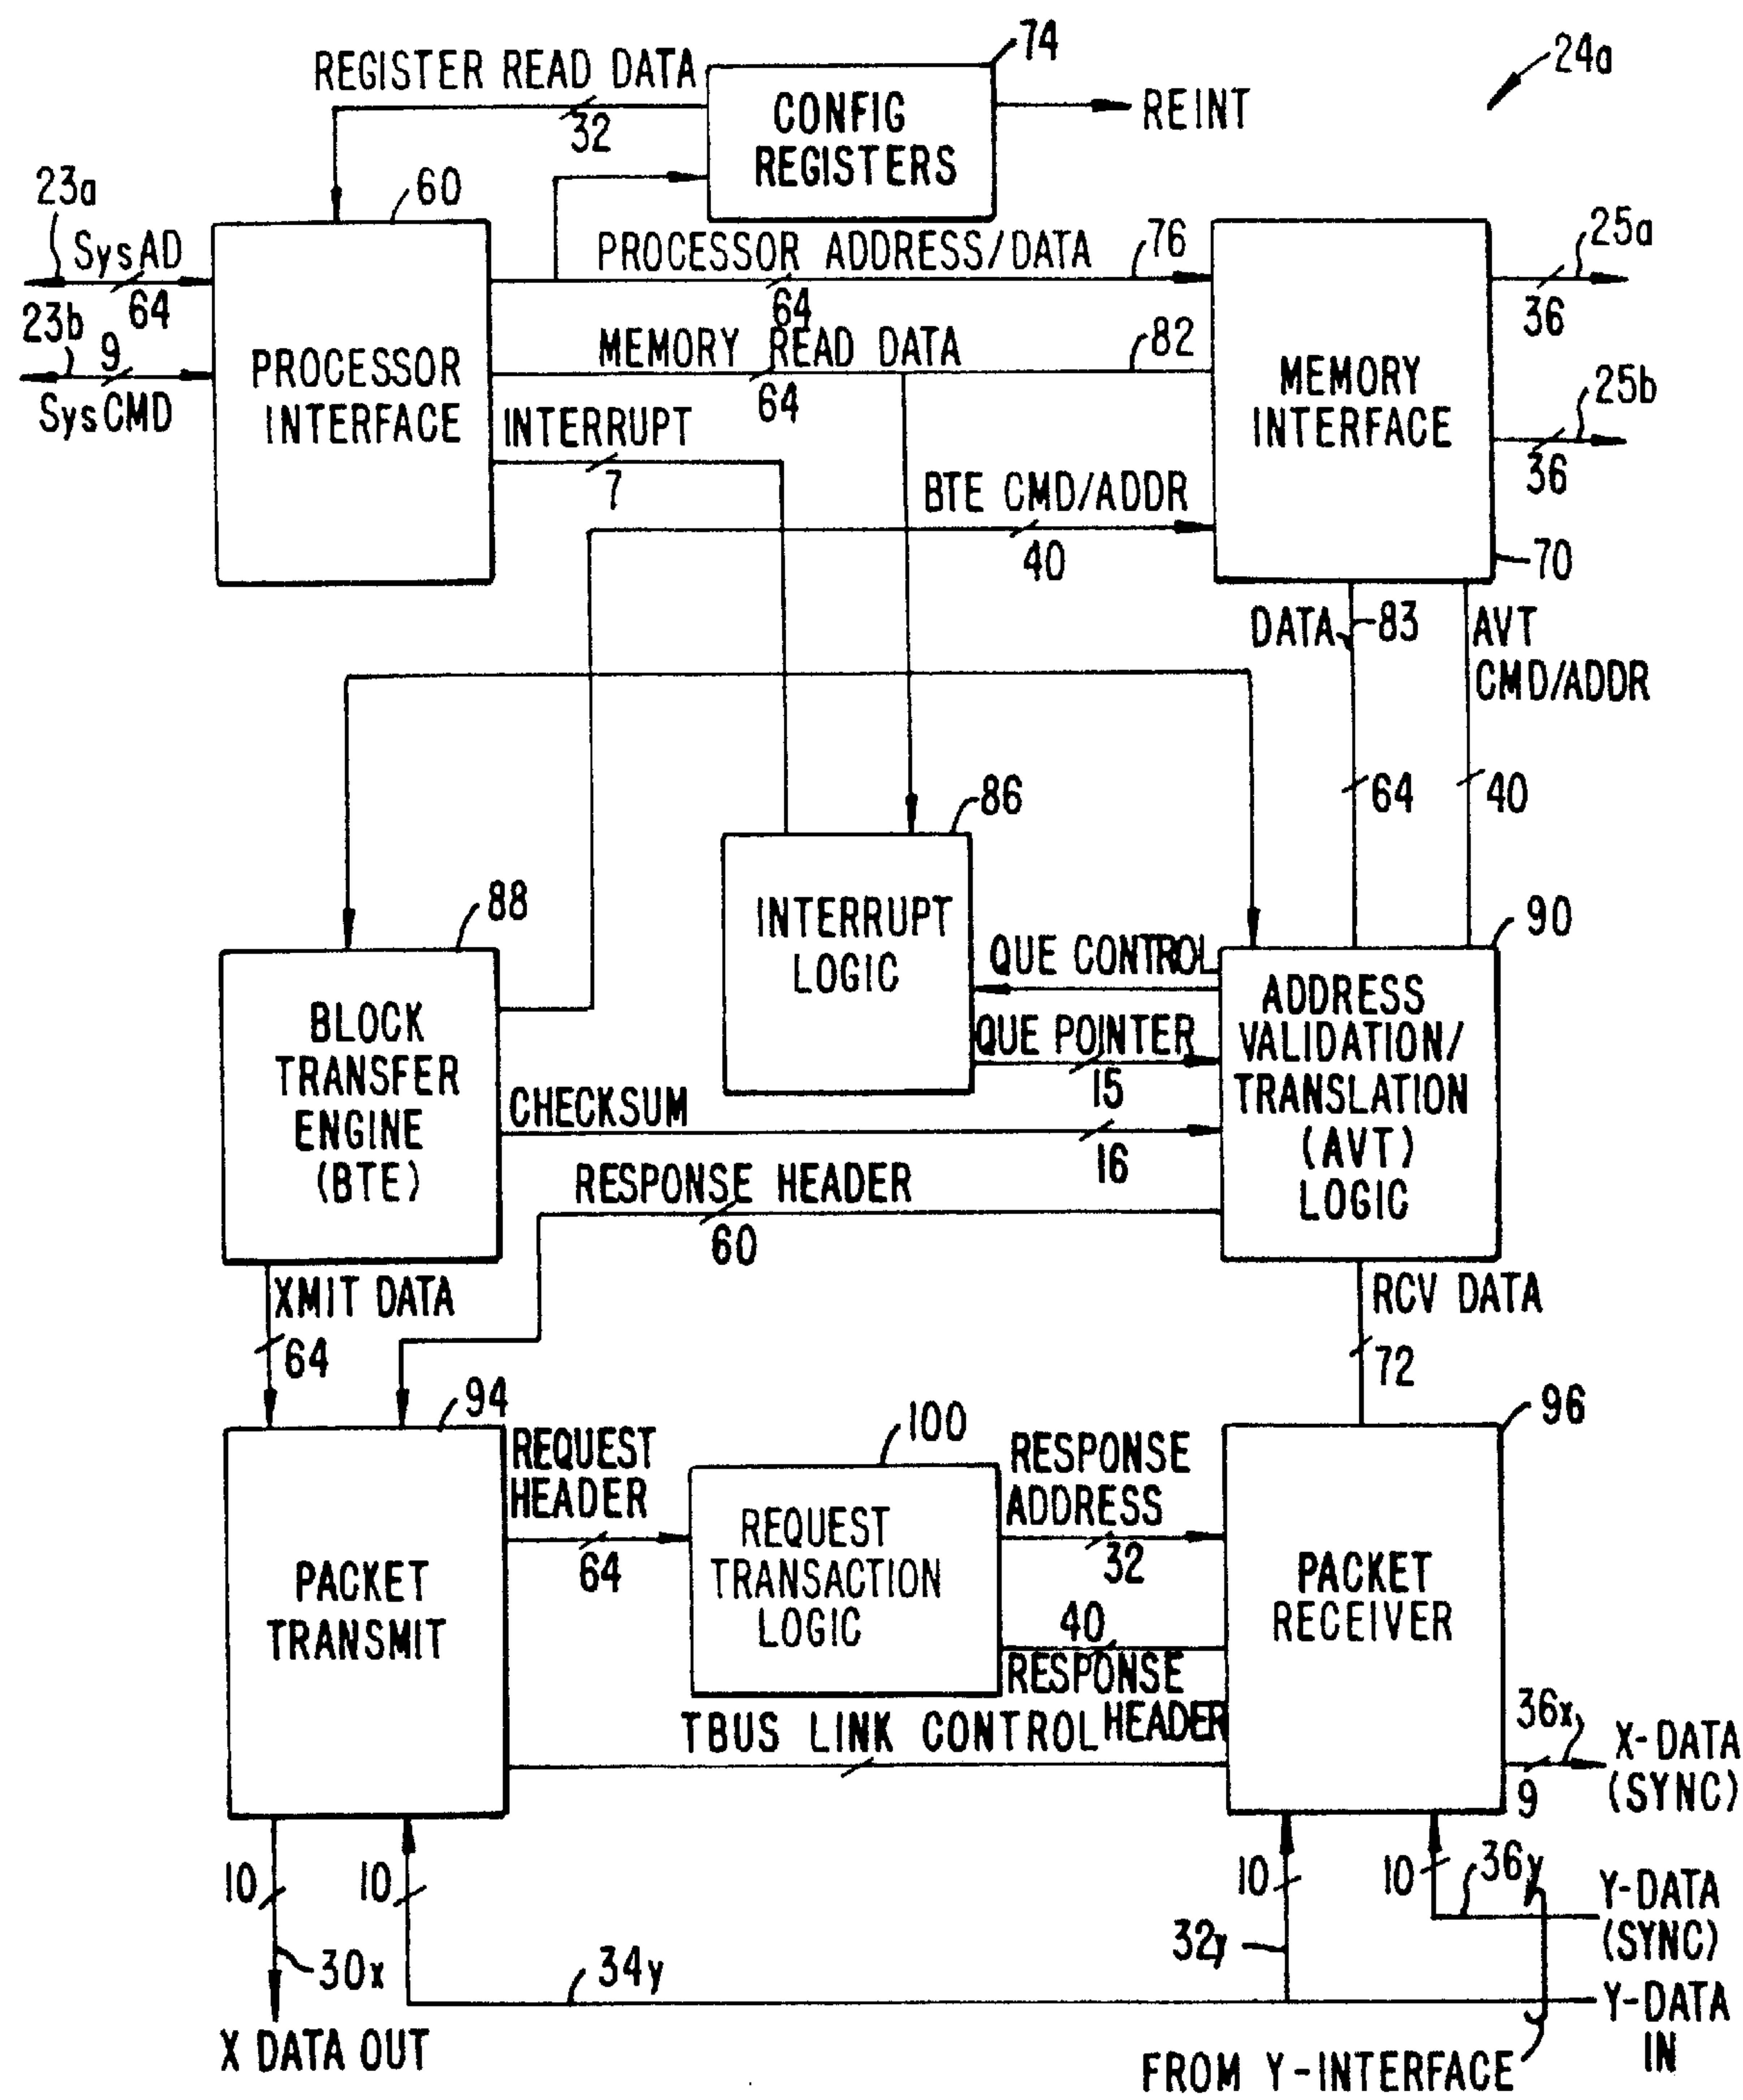 74
24a
REGISTER READ DATA
32
CONFIG
REGISTERS
REINT
23a
60
SysAD
64
PROCESSOR ADDRESS/DATA
64
76
25a
36
23b
9
SysCMD
PROCESSOR
INTERFACE
MEMORY READ DATA
64
82
MEMORY
INTERFACE
25b
36
INTERRUPT
7
BTE CMD/ADDR
40
70
DATA
83
AVT
CMD/ADDR
64
40
86
88
90
INTERRUPT
LOGIC
QUE CONTROL
QUE POINTER
15
ADDRESS
VALIDATION/
TRANSLATION
(AVT)
LOGIC
BLOCK
TRANSFER
ENGINE
(BTE)
CHECKSUM
16
RESPONSE HEADER
60
XMIT DATA
64
RCV DATA
72
94
100
96
REQUEST
HEADER
64
RESPONSE
ADDRESS
32
REQUEST
TRANSACTION
LOGIC
PACKET
TRANSMIT
PACKET
RECEIVER
40
RESPONSE
HEADER
TBUS LINK CONTROL
36x
9
X-DATA
(SYNC)
10
10
10
10
36y
Y-DATA
(SYNC)
30x
34y
32y
Y-DATA
IN
X DATA OUT
FROM Y-INTERFACE